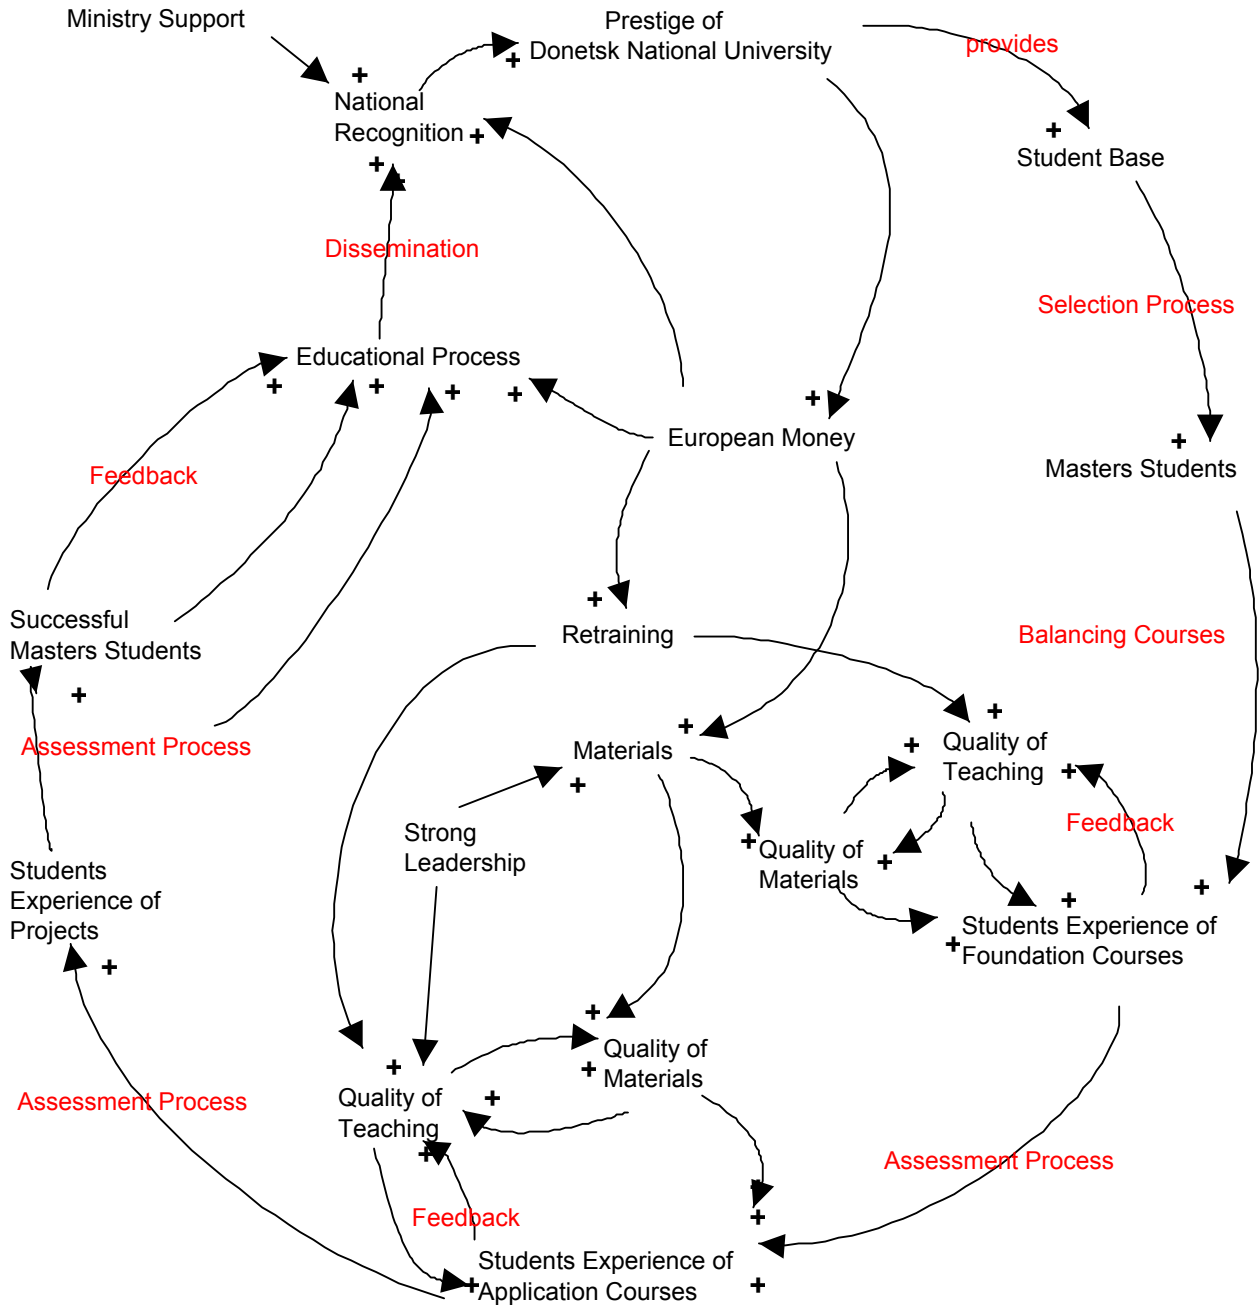 Ministry Support
Prestige of
Donetsk National University
provides
National
Recognition
Student Base
Dissemination
Selection Process
Educational Process
European Money
Masters Students
Feedback
Successful
Masters Students
Retraining
Balancing Courses
Assessment Process
Materials
Quality of
Teaching
Strong
Leadership
Feedback
Quality of
Materials
Students
Experience of
Projects
Students Experience of
Foundation Courses
Quality of
Materials
Quality of
Teaching
Assessment Process
Assessment Process
Feedback
Students Experience of
Application Courses